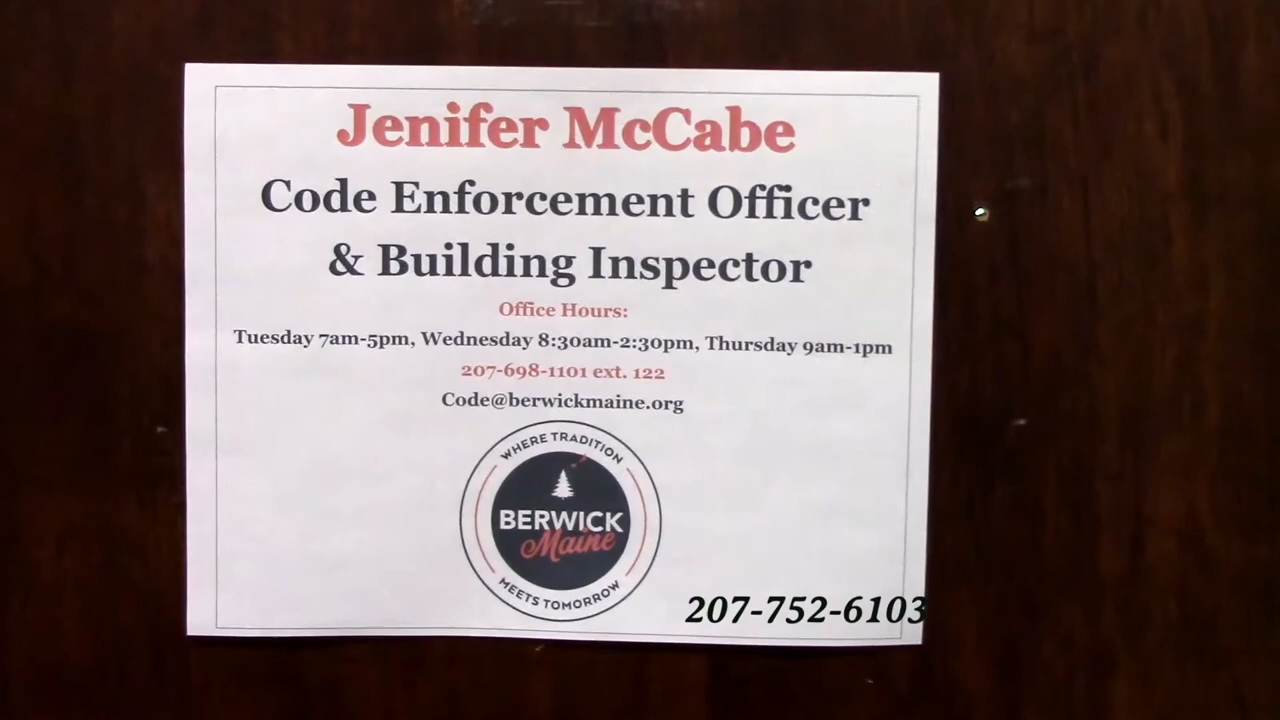 Jenifer McCabe
Code Enforcement Officer
& Building Inspector
Office Hours:
Tuesday 7am-5pm, Wednesday 8:30am-2:30pm, Thursday 9am-1pm
207-698-1101 ext. 122
Code@berwickmaine.org
WHERE TRADITION
BERWICK
Maine
MEETS TOMORROW
207-752-6103